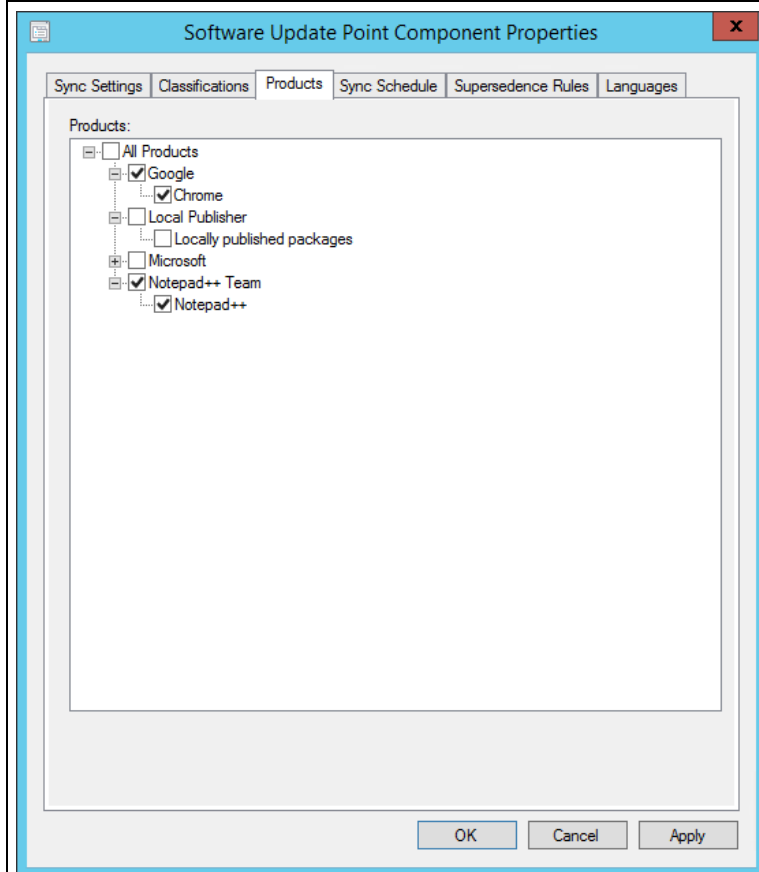 Software Update Point Component Properties
x
Sync Settings Classifications Products Sync Schedule Supersedence Rules Languages
Products:
All Products
Google
Chrome
Local Publisher
Locally published packages
Microsoft
Notepad++ Team
Notepad++
OK Cancel Apply